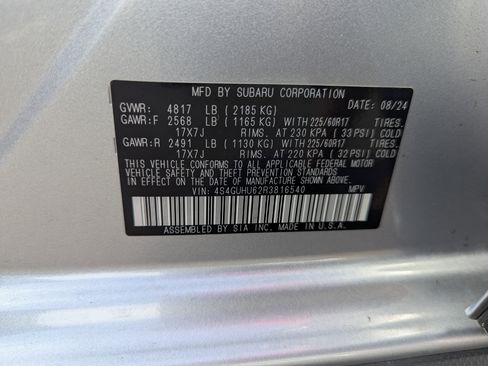 MFD BY SUBARU CORPORATION
GVWR: 4817 LB (2185 KG) DATE: 08/24
GAWR:F 2568 LB (1165 KG) WITH 225/60R17 TIRES.
17X7J RIMS. AT 230 KPA (33 PSI) COLD
GAWR:R 2491 LB (1130 KG) WITH 225/60R17 TIRES.
17X7J RIMS. AT 220 KPA (32 PSI) COLD
THIS VEHICLE CONFORMS TO ALL APPLICABLE FEDERAL MOTOR
VEHICLE SAFETY AND THEFT PREVENTION STANDARDS
IN EFFECT ON THE DATE OF MANUFACTURE SHOWN ABOVE.
VIN: 4S4GUHU62R3816540 MPV
ASSEMBLED BY SIA INC. MADE IN U.S.A.